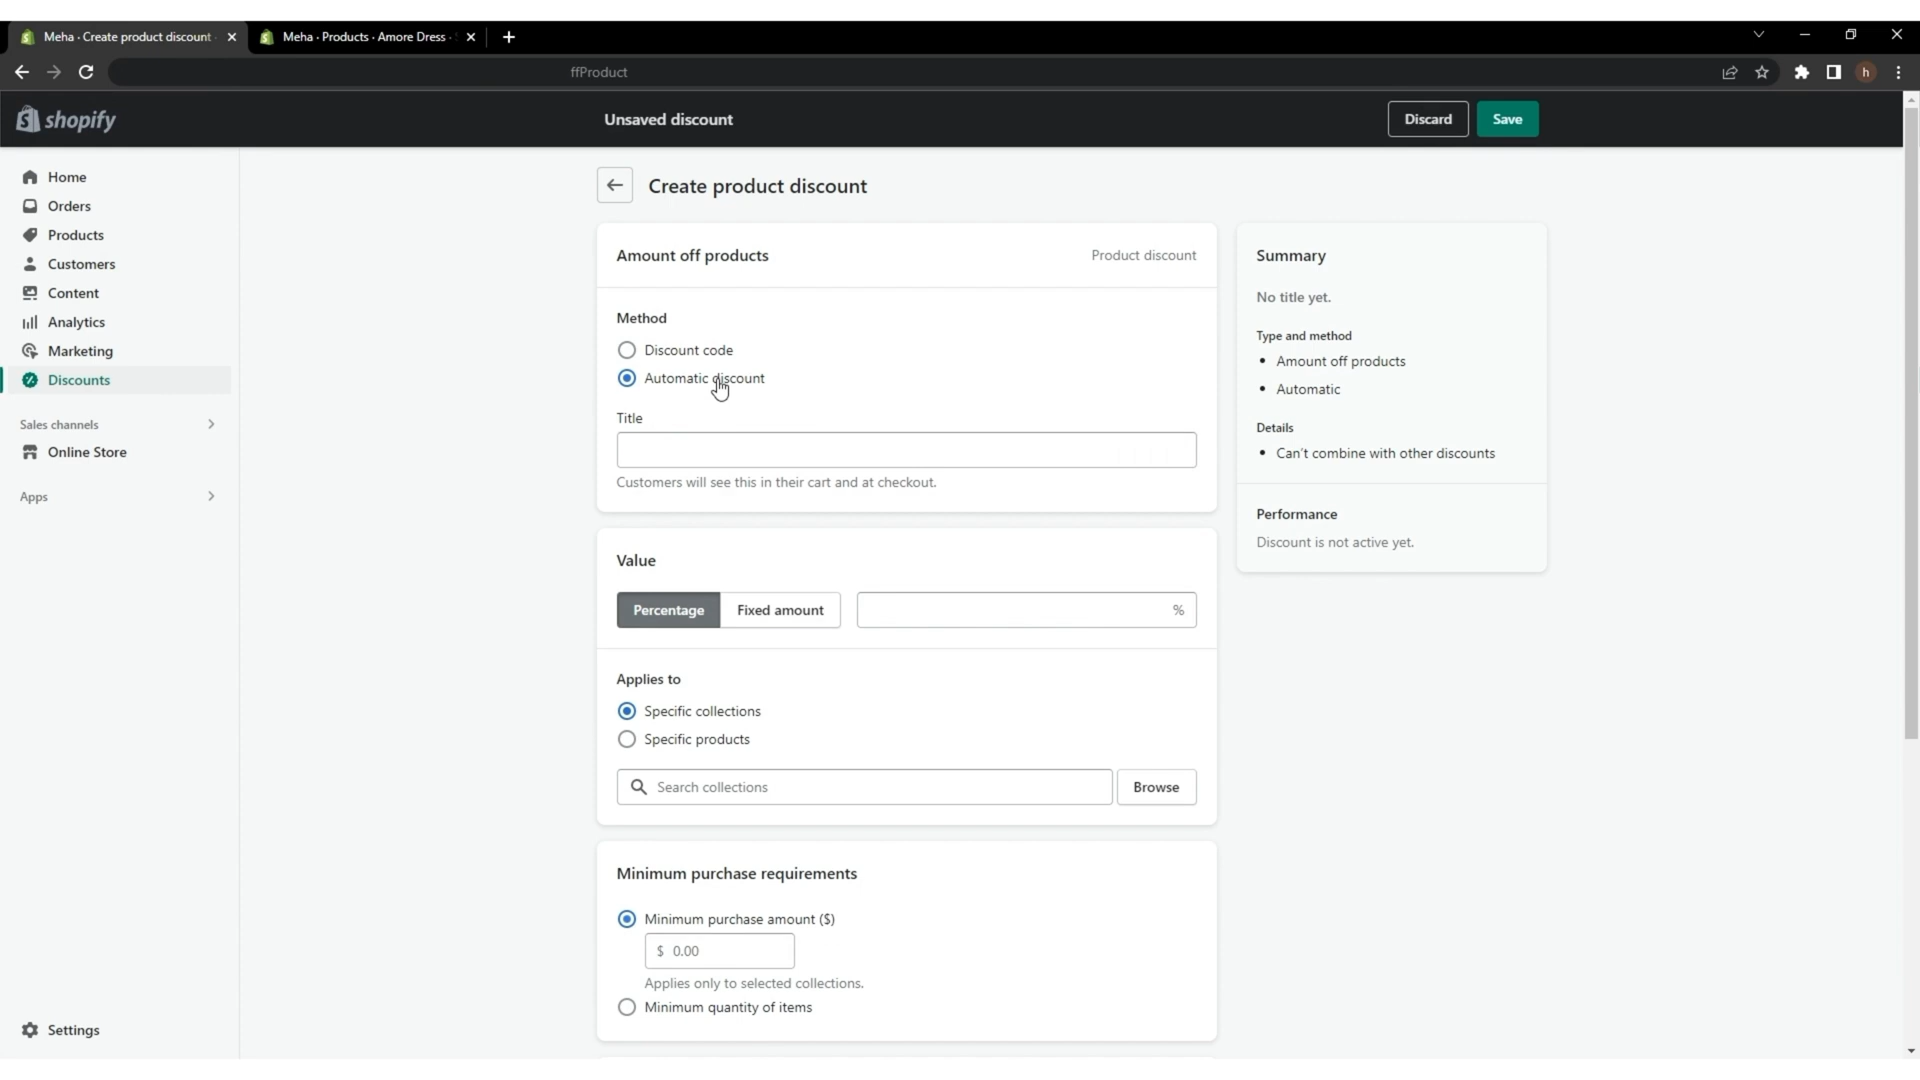 Meha · Create product discount ·
Meha · Products · Amore Dress ·
ffProduct
h
shopify
Unsaved discount
Discard
Save
Home
Orders
Products
Customers
Content
Analytics
Marketing
Discounts
Sales channels
Online Store
Apps
Settings
Create product discount
Amount off products
Product discount
Method
Discount code
Automatic discount
Title
Customers will see this in their cart and at checkout.
Value
Percentage
Fixed amount
%
Applies to
Specific collections
Specific products
Search collections
Browse
Minimum purchase requirements
Minimum purchase amount ($)
$ 0.00
Applies only to selected collections.
Minimum quantity of items
Summary
No title yet.
Type and method
• Amount off products
• Automatic
Details
• Can't combine with other discounts
Performance
Discount is not active yet.